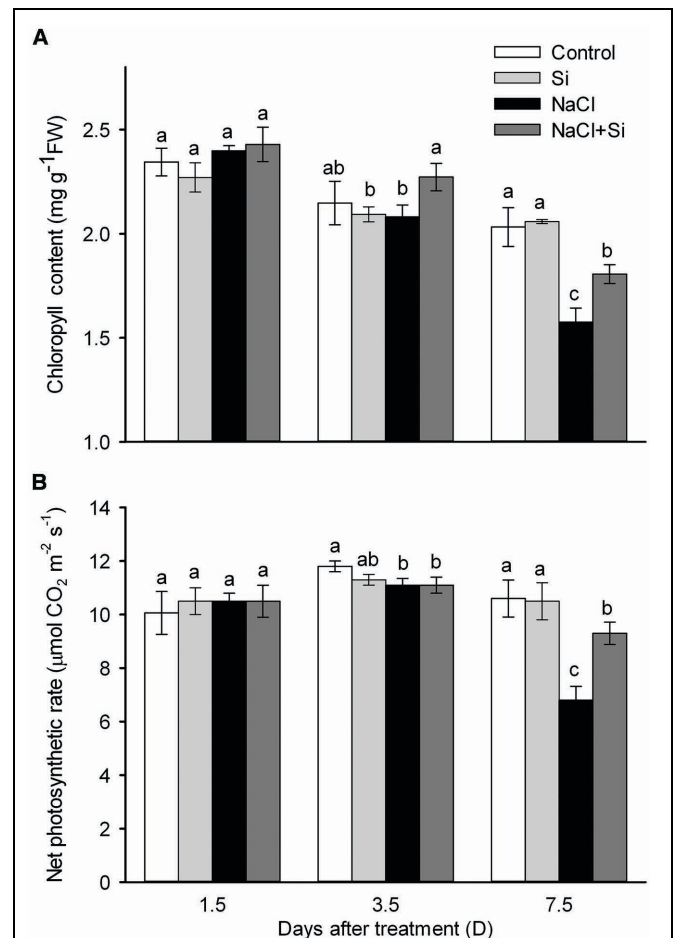 A
Control
Si
NaCl
NaCl+Si
Chloropyll content (mg g⁻¹FW)
2.5
2.0
1.5
1.0
a a a a
ab b b a
a a c b
B
Net photosynthetic rate (μmol CO₂ m⁻² s⁻¹)
14
12
10
8
6
4
2
0
a a a a
a ab b b
a a c b
1.5 3.5 7.5
Days after treatment (D)